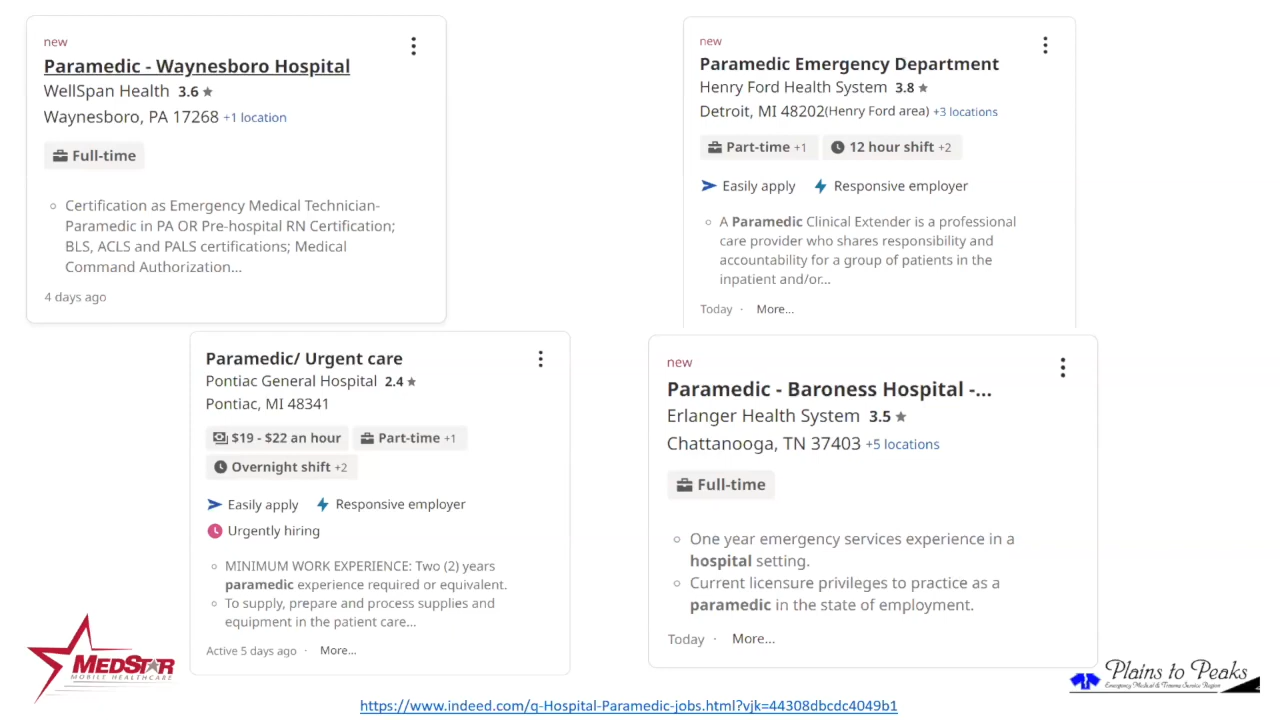 new
Paramedic - Waynesboro Hospital
WellSpan Health 3.6
Waynesboro, PA 17268 +1 location
Full-time
Certification as Emergency Medical Technician-
Paramedic in PA OR Pre-hospital RN Certification;
BLS, ACLS and PALS certifications; Medical
Command Authorization...
4 days ago
new
Paramedic Emergency Department
Henry Ford Health System 3.8
Detroit, MI 48202(Henry Ford area) +3 locations
Part-time +1 12 hour shift +2
Easily apply Responsive employer
A Paramedic Clinical Extender is a professional
care provider who shares responsibility and
accountability for a group of patients in the
inpatient and/or...
Today · More...
Paramedic/ Urgent care
Pontiac General Hospital 2.4
Pontiac, MI 48341
$19 - $22 an hour Part-time +1
Overnight shift +2
Easily apply Responsive employer
Urgently hiring
MINIMUM WORK EXPERIENCE: Two (2) years
paramedic experience required or equivalent.
To supply, prepare and process supplies and
equipment in the patient care...
Active 5 days ago · More...
new
Paramedic - Baroness Hospital -...
Erlanger Health System 3.5
Chattanooga, TN 37403 +5 locations
Full-time
One year emergency services experience in a
hospital setting.
Current licensure privileges to practice as a
paramedic in the state of employment.
Today · More...
MEDSTAR
MOBILE HEALTHCARE
Plains to Peaks
Emergency Medical & Trauma Service Region
https://www.indeed.com/q-Hospital-Paramedic-jobs.html?vjk=44308dbcdc4049b1